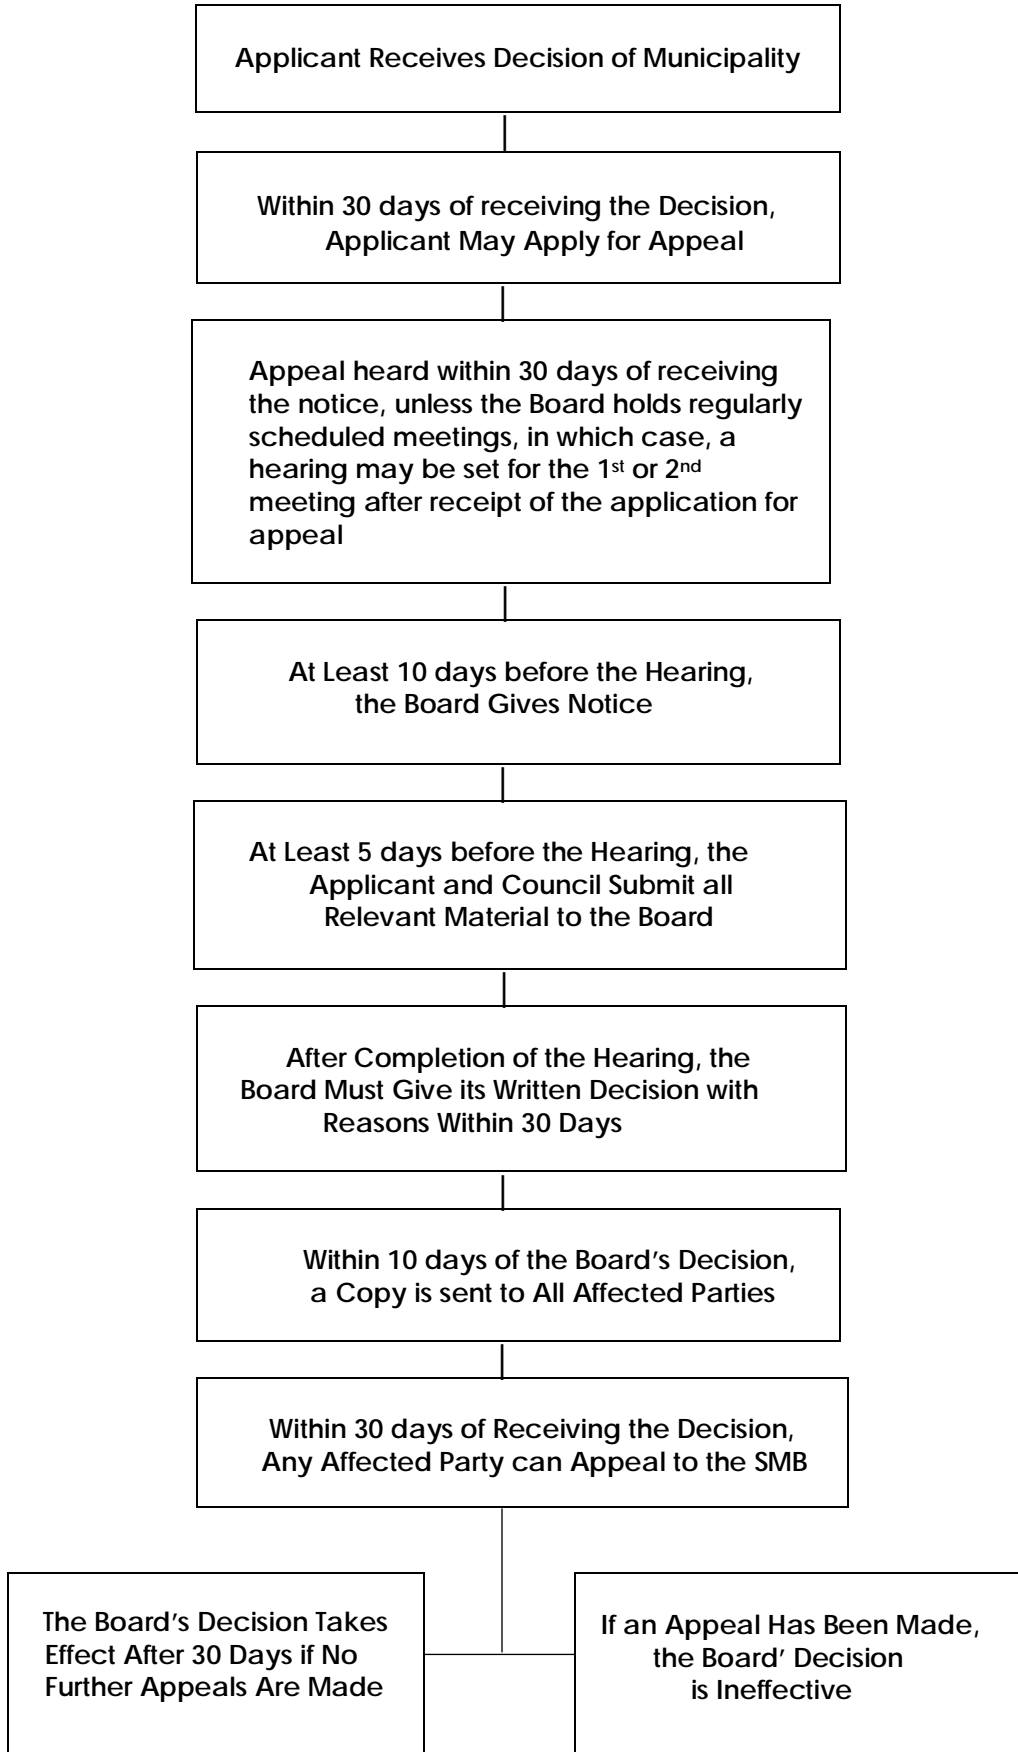 Applicant Receives Decision of Municipality
Within 30 days of receiving the Decision,
Applicant May Apply for Appeal
Appeal heard within 30 days of receiving
the notice, unless the Board holds regularly
scheduled meetings, in which case, a
hearing may be set for the 1st or 2nd
meeting after receipt of the application for
appeal
At Least 10 days before the Hearing,
the Board Gives Notice
At Least 5 days before the Hearing, the
Applicant and Council Submit all
Relevant Material to the Board
After Completion of the Hearing, the
Board Must Give its Written Decision with
Reasons Within 30 Days
Within 10 days of the Board's Decision,
a Copy is sent to All Affected Parties
Within 30 days of Receiving the Decision,
Any Affected Party can Appeal to the SMB
The Board's Decision Takes
Effect After 30 Days if No
Further Appeals Are Made
If an Appeal Has Been Made,
the Board' Decision
is Ineffective